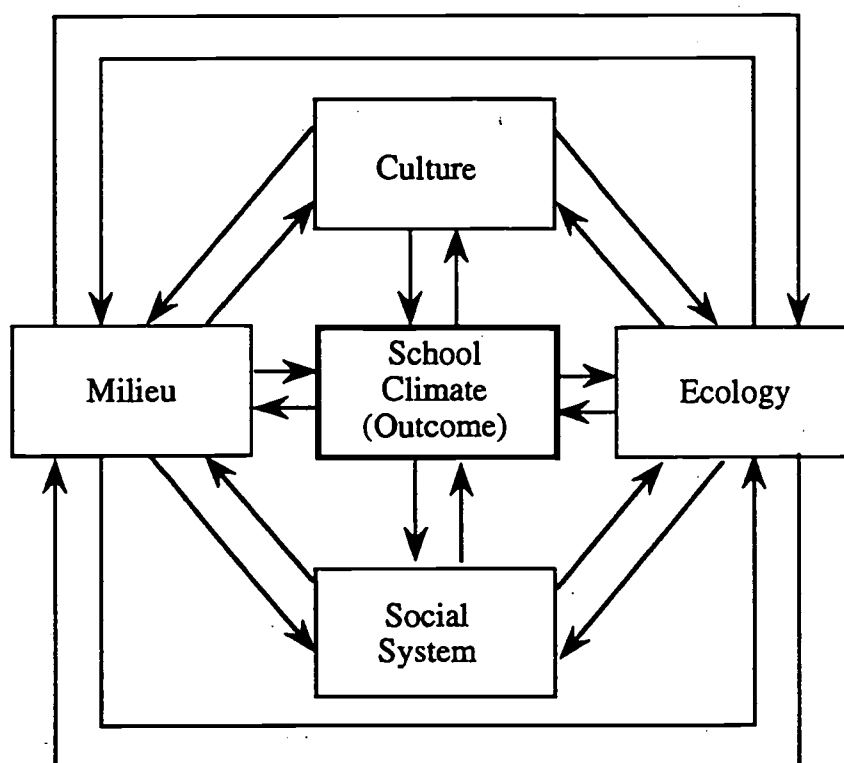 Culture
School
Climate
(Outcome)
Milieu
Ecology
Social
System